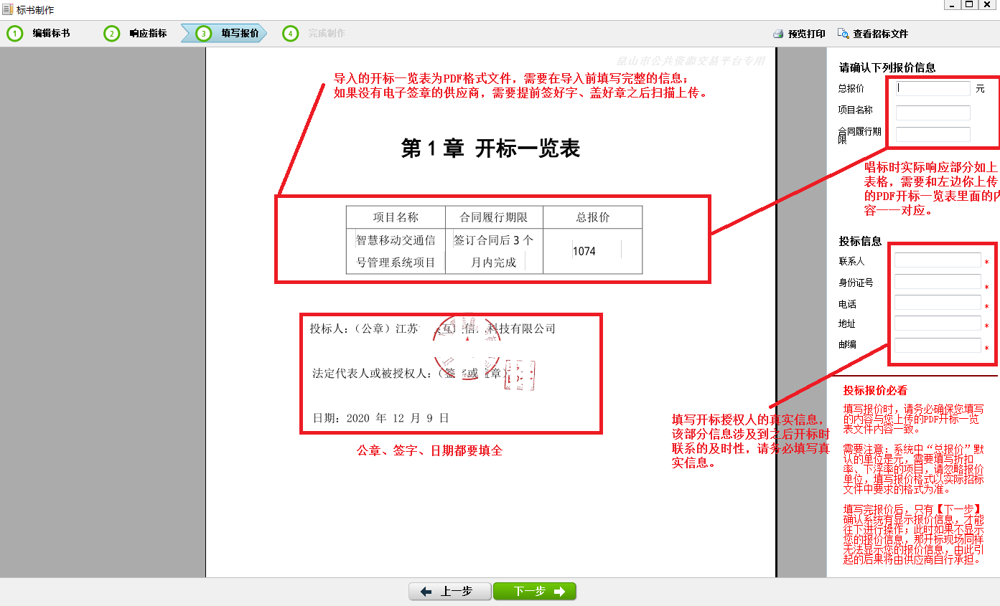 标书制作
1 编辑标书
2 响应指标
3 填写报价
4 完成制作
预览打印
查看招标文件
昆山市公共资源交易平台专用
导入的开标一览表为PDF格式文件，需要在导入前填写完整的信息；
如果没有电子签章的供应商，需要提前签好字、盖好章之后扫描上传。
第 1 章 开标一览表
项目名称 合同履行期限 总报价
智慧移动交通信
号管理系统项目
签订合同后 3 个
月内完成
1074
投标人：（公章）江苏 互 信 科技有限公司
法定代表人或被授权人：（签字或盖章）
日期：2020 年 12 月 9 日
公章、签字、日期都要填全
请确认下列报价信息
总报价 元
项目名称
合同履行期
限
唱标时实际响应部分如上
表格，需要和左边你上传
的PDF开标一览表里面的内
容一一对应。
投标信息
联系人 *
身份证号 *
电话 *
地址 *
邮编 *
填写开标授权人的真实信息，
该部分信息涉及到之后开标时
联系的及时性，请务必填写真
实信息。
投标报价必看
填写报价时，请务必确保您填写
的内容与您上传的PDF开标一览
表文件内容一致。
需要注意：系统中“总报价”默
认的单位是元，需要填写折扣
率、下浮率的项目，请忽略报价
单位，填写报价格式以实际招标
文件中要求的格式为准。
填写完报价后，只有【下一步】
确认系统有显示报价信息，才能
往下进行操作；此时如果不显示
您的报价信息，那开标现场同样
无法显示您的报价信息，由此引
起的后果将由供应商自行承担。
上一步
下一步